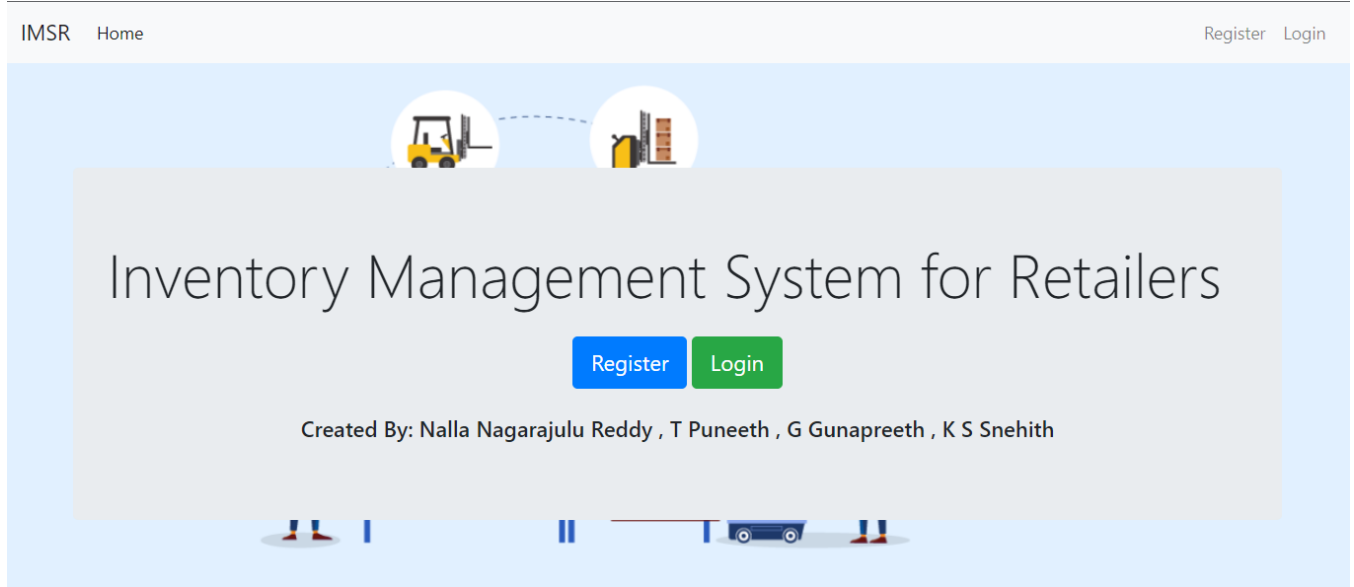 IMSR Home Register Login
Inventory Management System for Retailers
Register Login
Created By: Nalla Nagarajulu Reddy , T Puneeth , G Gunapreeth , K S Snehith